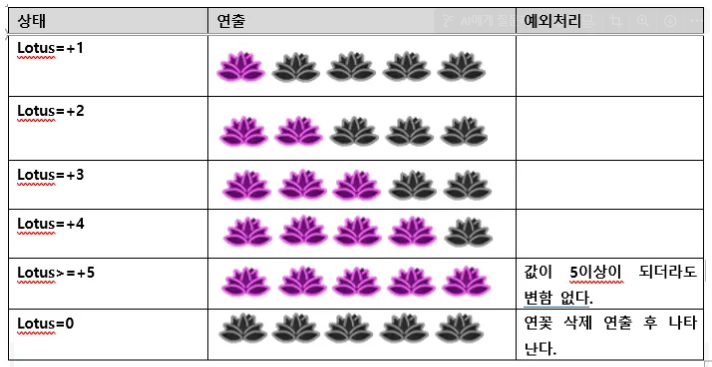 상태 연출 예외처리
Lotus=+1
Lotus=+2
Lotus=+3
Lotus=+4
Lotus>=+5 값이 5이상이 되더라도
변함 없다.
Lotus=0 연꽃 삭제 연출 후 나타
난다.